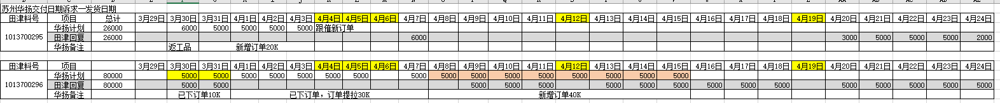 苏州华扬交付日期诉求一发货日期
田津料号 项目 总计 3月29日 3月30日 3月31日 4月1日 4月2日 4月3日 4月4日 4月5日 4月6日 4月7日 4月8日 4月9日 4月10日 4月11日 4月12日 4月13日 4月14日 4月15日 4月16日 4月17日 4月18日 4月19日 4月20日 4月21日 4月22日 4月23日 4月24日
华扬计划 26000 6000 5000 5000 5000 5000 跟催新订单
1013700295 田津回复 26000 6000 3000 5000 5000 5000 2000
华扬备注 返工品 新增订单20K
田津料号 项目 3月29日 3月30日 3月31日 4月1日 4月2日 4月3日 4月4日 4月5日 4月6日 4月7日 4月8日 4月9日 4月10日 4月11日 4月12日 4月13日 4月14日 4月15日 4月16日 4月17日 4月18日 4月19日 4月20日 4月21日 4月22日 4月23日 4月24日
华扬计划 80000 5000 5000 5000 5000 5000 5000 5000 5000 5000 5000 5000 5000 5000 5000 5000 5000
1013700296 田津回复 80000 5000 5000 5000 5000 5000 5000 5000 5000 5000 5000 5000 5000 5000 5000 5000 5000
华扬备注 已下订单10K 已下订单，订单提拉30K 新增订单40K